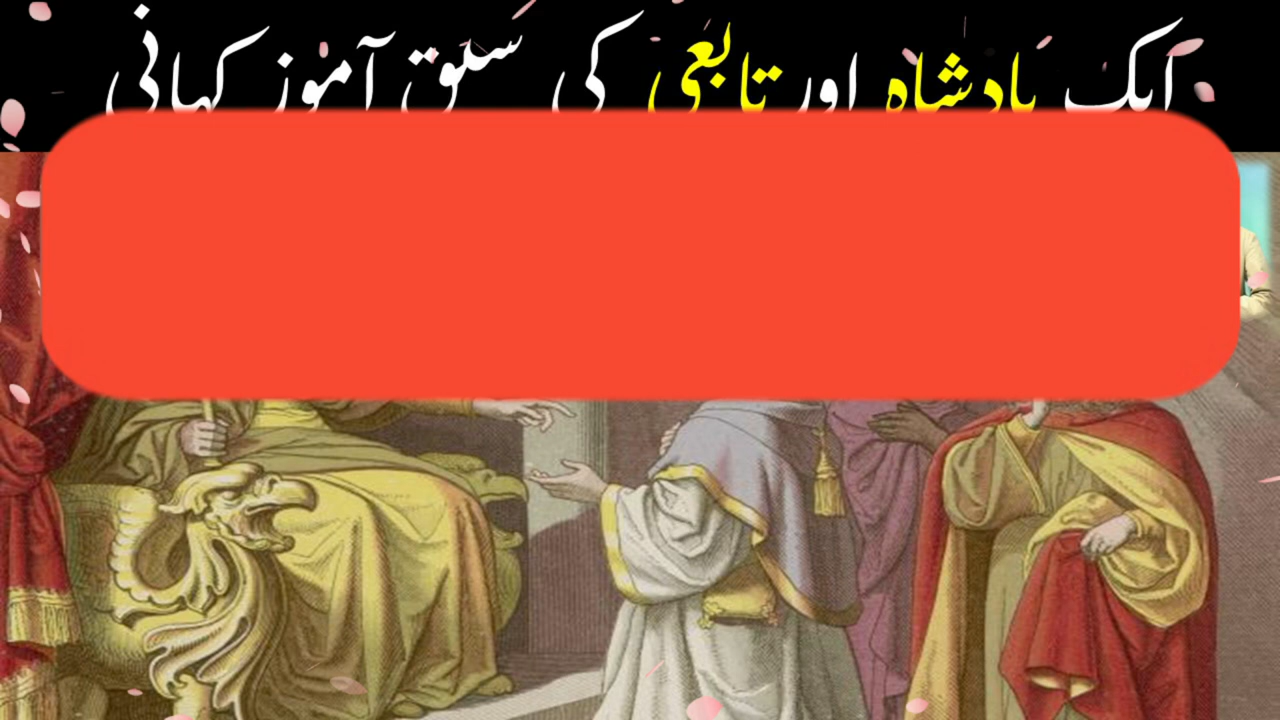 ایک بادشاہ اور تابعی کی سبق آموز کہانی